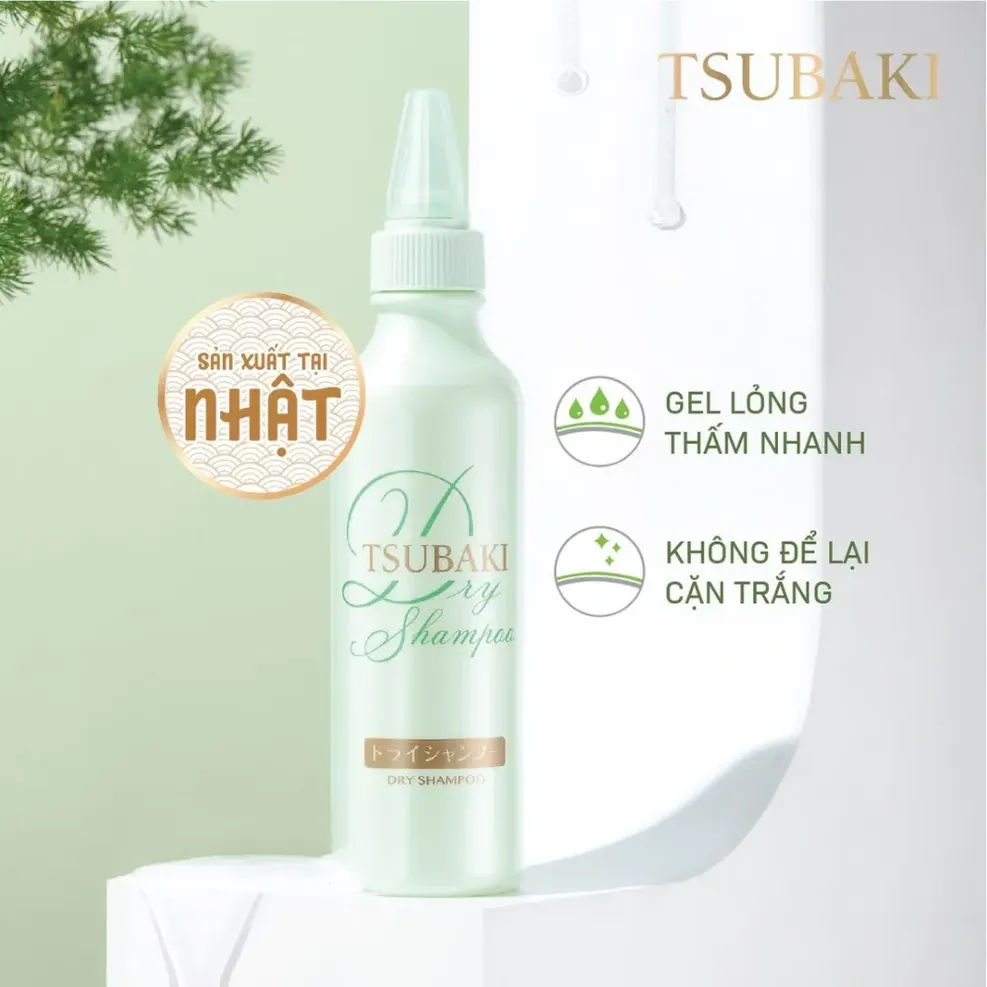 TSUBAKI
SẢN XUẤT TẠI
NHẬT
GEL LỎNG
THẤM NHANH
KHÔNG ĐỂ LẠI
CẶN TRẮNG
TSUBAKI
Dry
Shampoo
ドライシャンプー
DRY SHAMPOO